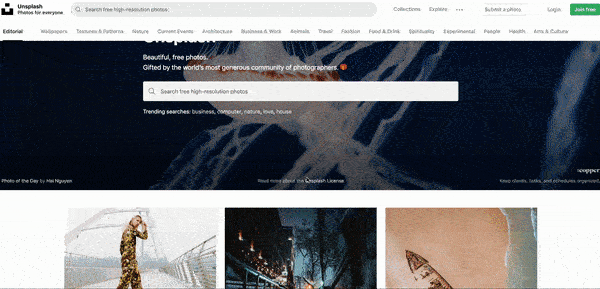 Unsplash
Photos for everyone
Search free high-resolution photos
Collections Explore ••• Submit a photo Login Join free
Editorial Wallpapers Textures & Patterns Nature Current Events Architecture Business & Work Animals Travel Fashion Food & Drink Spirituality Experimental People Health Arts & Culture
Unsplash
Beautiful, free photos.
Gifted by the world's most generous community of photographers. 🎁
Search free high-resolution photos
Trending searches: business, computer, nature, love, house
Photo of the Day by Hai Nguyen
Read more about the Unsplash License
Keep clients, tasks, and schedules organized.